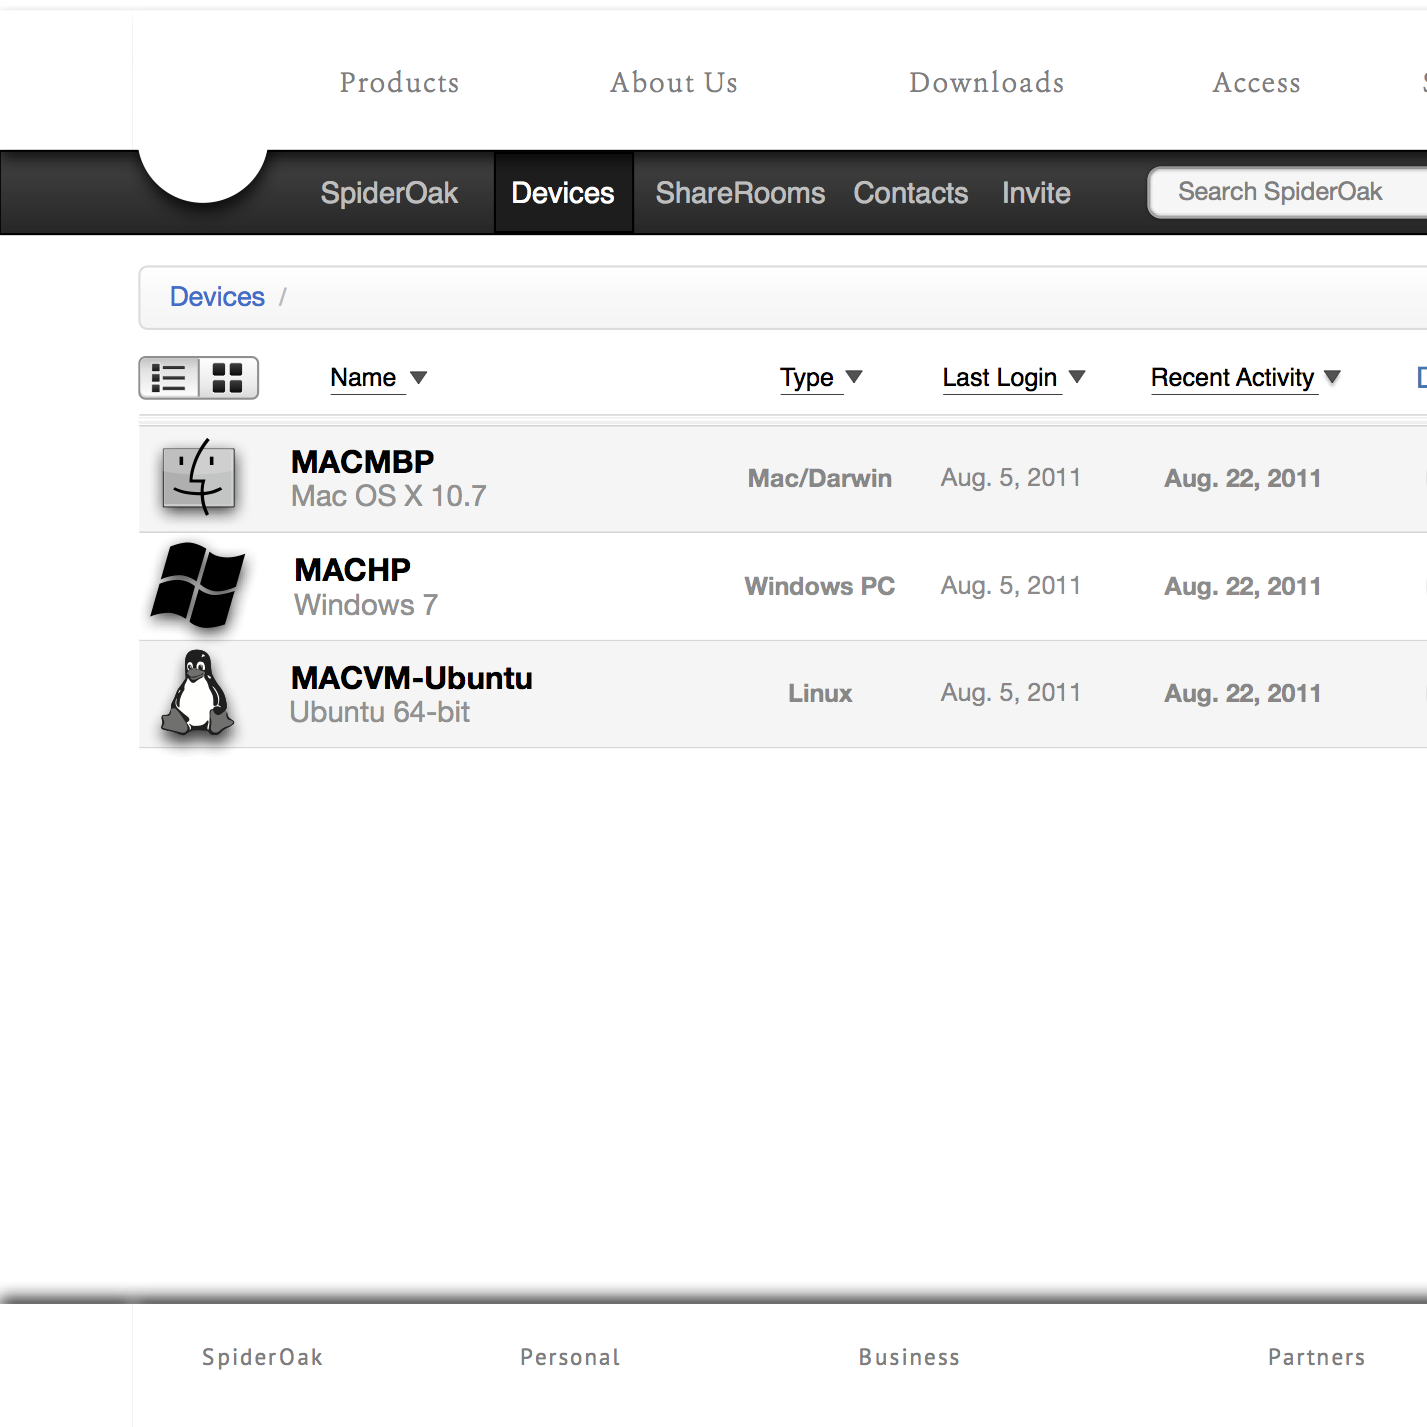 Products About Us Downloads Access
SpiderOak Devices ShareRooms Contacts Invite Search SpiderOak
Devices /
Name Type Last Login Recent Activity
MACMBP
Mac OS X 10.7
Mac/Darwin Aug. 5, 2011 Aug. 22, 2011
MACHP
Windows 7
Windows PC Aug. 5, 2011 Aug. 22, 2011
MACVM-Ubuntu
Ubuntu 64-bit
Linux Aug. 5, 2011 Aug. 22, 2011
SpiderOak Personal Business Partners